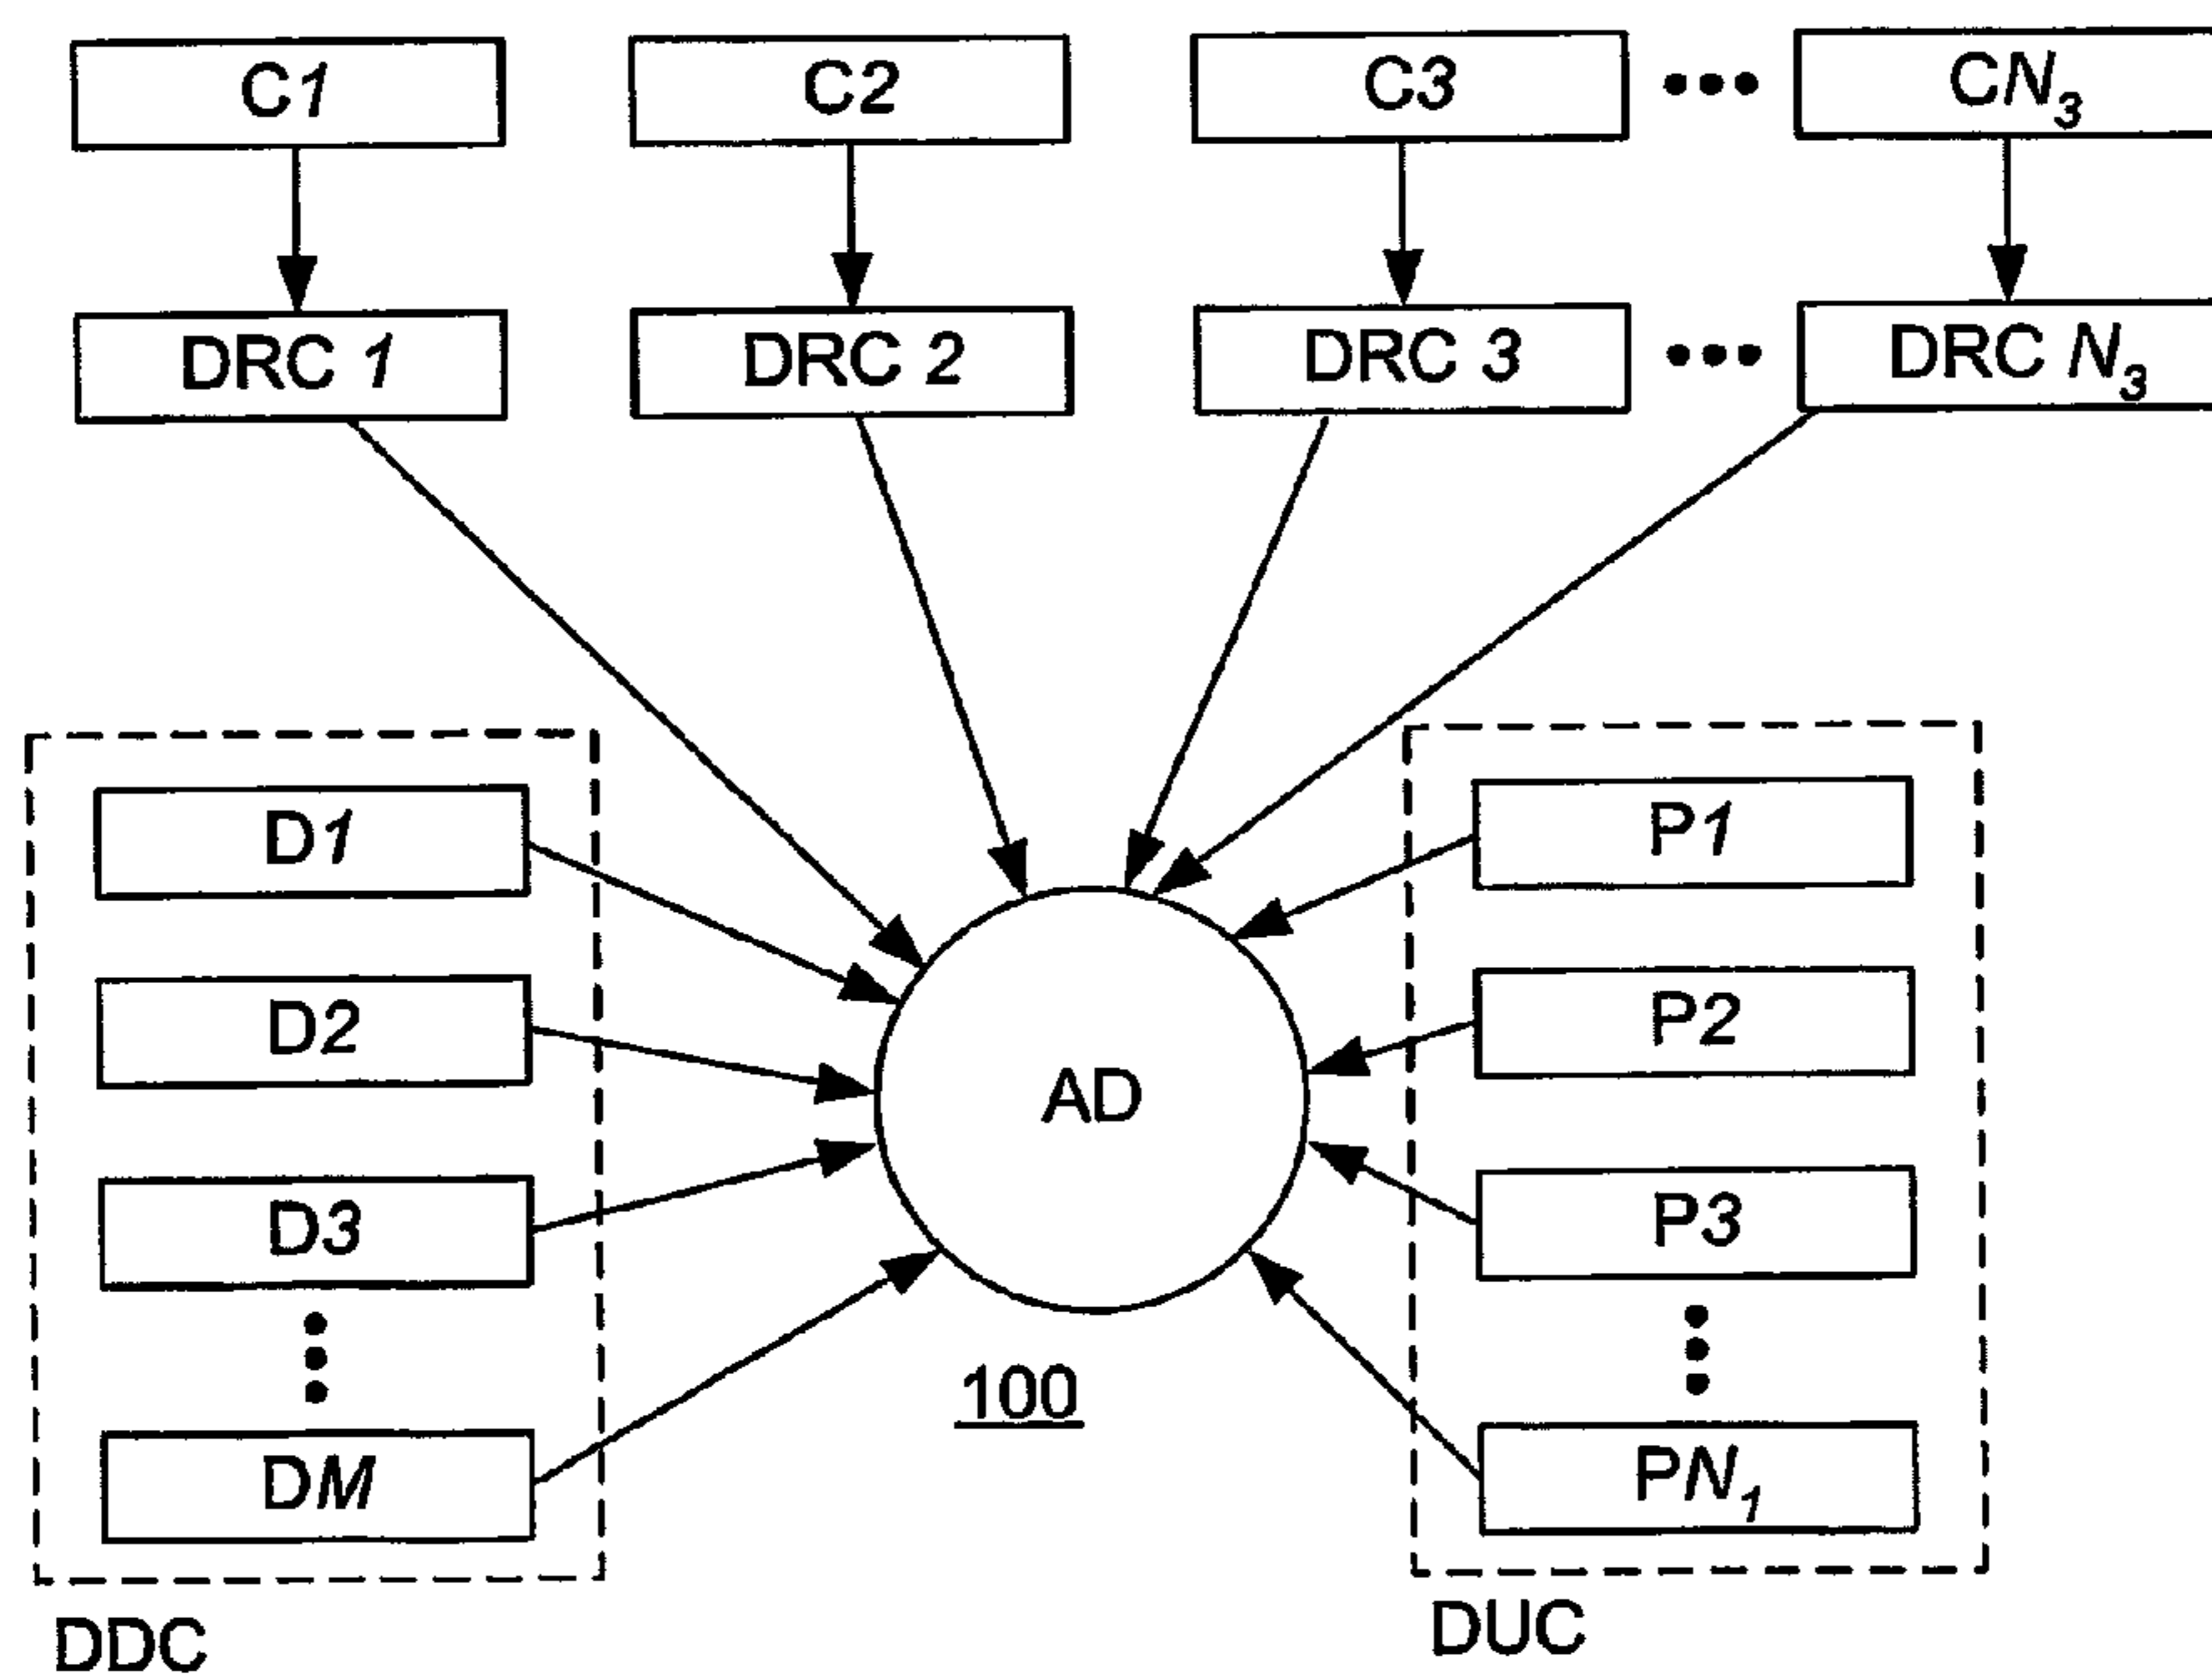 C1 C2 C3 ••• CN₃
DRC 1 DRC 2 DRC 3 ••• DRC N₃
D1
D2
D3
DM
DDC
AD
100
P1
P2
P3
PN₁
DUC